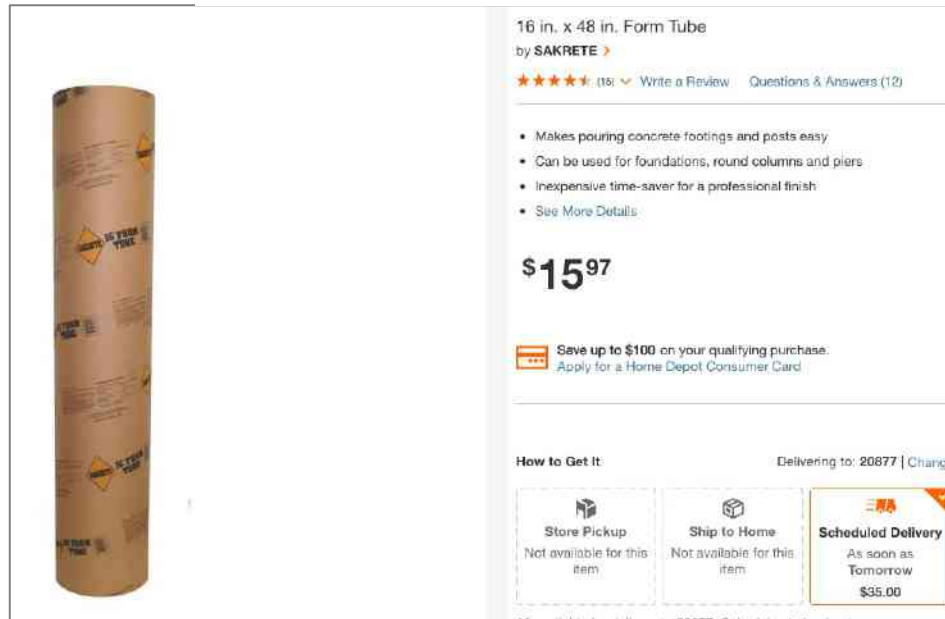 16 in. x 48 in. Form Tube
by SAKRETE
(15) Write a Review Questions & Answers (12)
• Makes pouring concrete footings and posts easy
• Can be used for foundations, round columns and piers
• Inexpensive time-saver for a professional finish
• See More Details
$15 97
Save up to $100 on your qualifying purchase.
Apply for a Home Depot Consumer Card
How to Get It
Delivering to: 20877 |
Store Pickup
Not available for this
item
Ship to Home
Not available for this
item
Scheduled Delivery
As soon as
Tomorrow
$35.00
FORM
TUBE